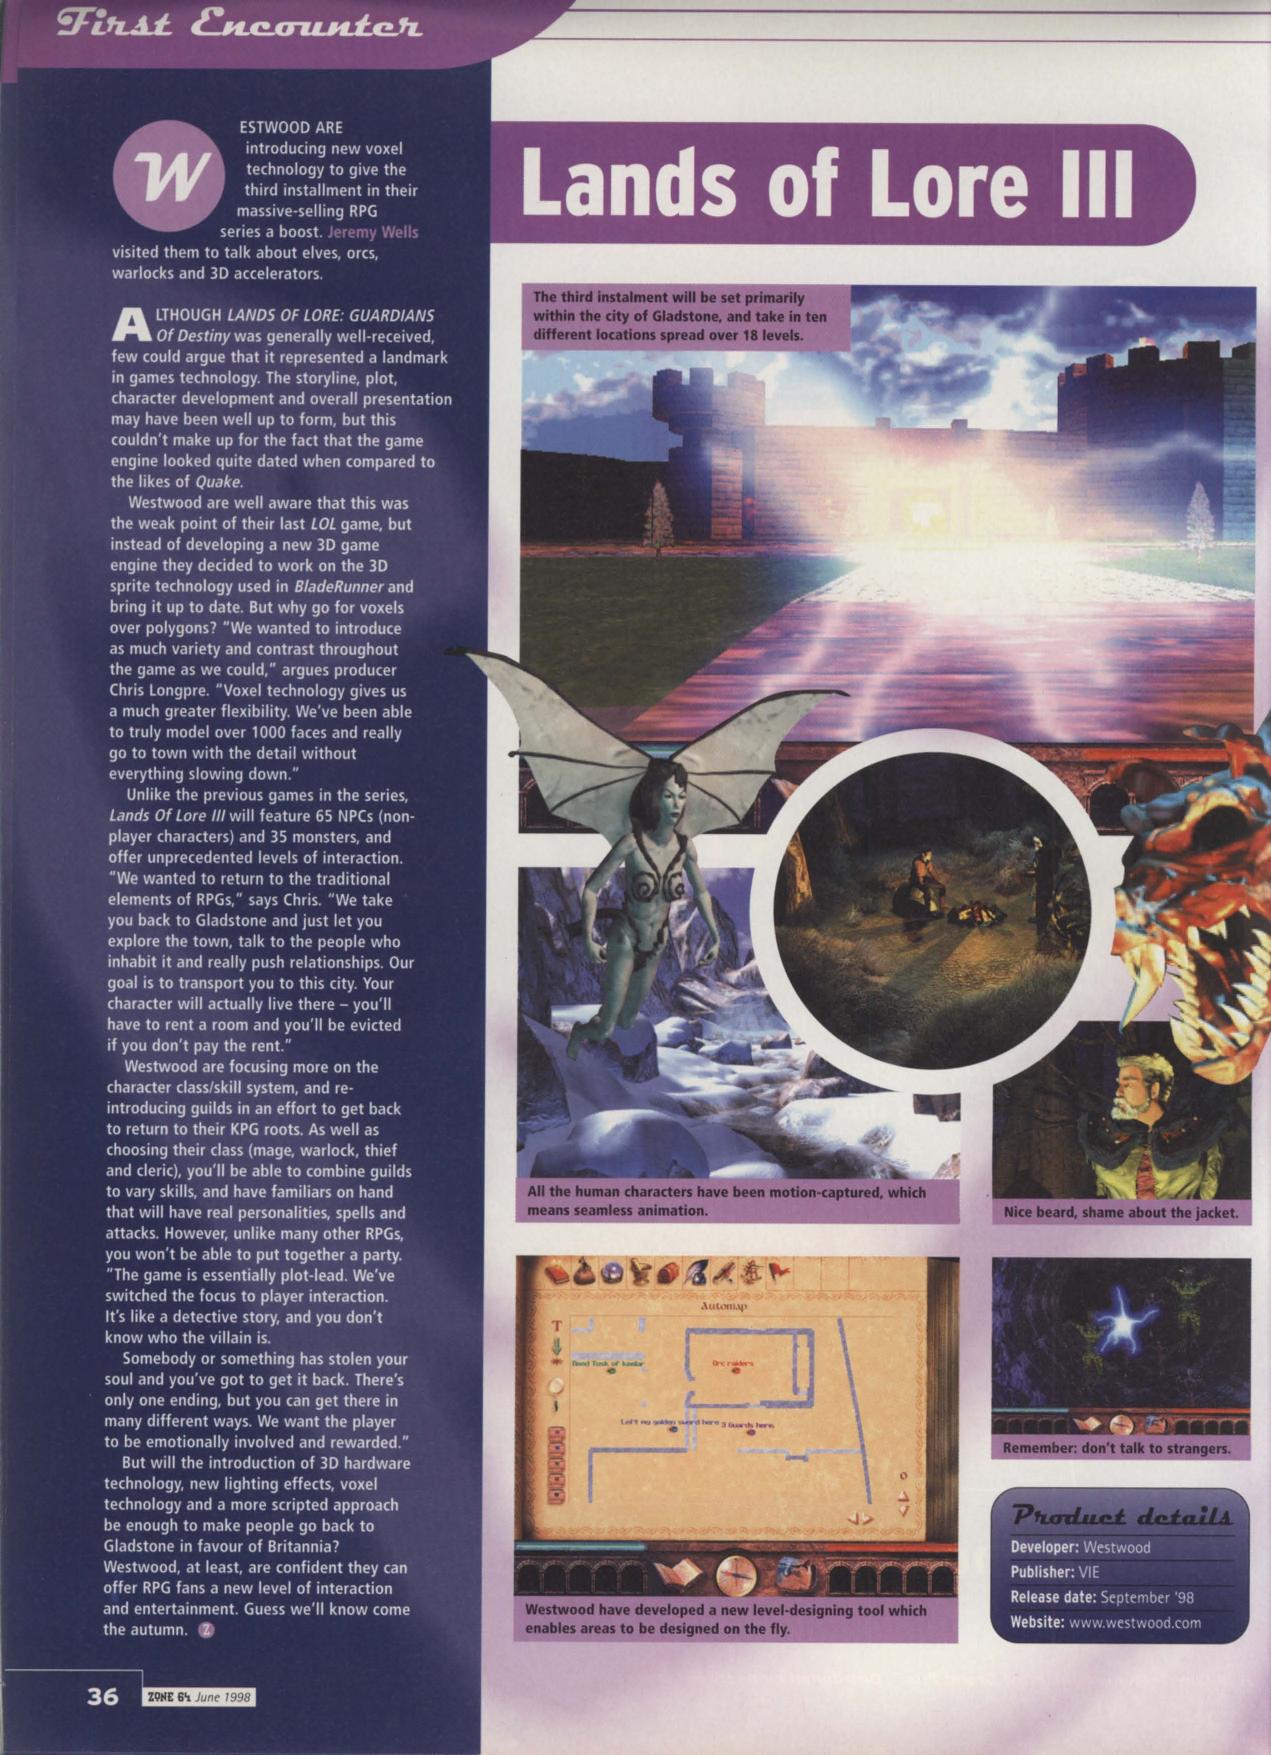 First Encounter
WESTWOOD ARE
introducing new voxel
technology to give the
third installment in their
massive-selling RPG
series a boost. Jeremy Wells
visited them to talk about elves, orcs,
warlocks and 3D accelerators.
ALTHOUGH LANDS OF LORE: GUARDIANS
Of Destiny was generally well-received,
few could argue that it represented a landmark
in games technology. The storyline, plot,
character development and overall presentation
may have been well up to form, but this
couldn't make up for the fact that the game
engine looked quite dated when compared to
the likes of Quake.
Westwood are well aware that this was
the weak point of their last LOL game, but
instead of developing a new 3D game
engine they decided to work on the 3D
sprite technology used in BladeRunner and
bring it up to date. But why go for voxels
over polygons? "We wanted to introduce
as much variety and contrast throughout
the game as we could," argues producer
Chris Longpre. "Voxel technology gives us
a much greater flexibility. We've been able
to truly model over 1000 faces and really
go to town with the detail without
everything slowing down."
Unlike the previous games in the series,
Lands Of Lore III will feature 65 NPCs (non-
player characters) and 35 monsters, and
offer unprecedented levels of interaction.
"We wanted to return to the traditional
elements of RPGs," says Chris. "We take
you back to Gladstone and just let you
explore the town, talk to the people who
inhabit it and really push relationships. Our
goal is to transport you to this city. Your
character will actually live there – you'll
have to rent a room and you'll be evicted
if you don't pay the rent."
Westwood are focusing more on the
character class/skill system, and re-
introducing guilds in an effort to get back
to return to their KPG roots. As well as
choosing their class (mage, warlock, thief
and cleric), you'll be able to combine guilds
to vary skills, and have familiars on hand
that will have real personalities, spells and
attacks. However, unlike many other RPGs,
you won't be able to put together a party.
"The game is essentially plot-lead. We've
switched the focus to player interaction.
It's like a detective story, and you don't
know who the villain is.
Somebody or something has stolen your
soul and you've got to get it back. There's
only one ending, but you can get there in
many different ways. We want the player
to be emotionally involved and rewarded."
But will the introduction of 3D hardware
technology, new lighting effects, voxel
technology and a more scripted approach
be enough to make people go back to
Gladstone in favour of Britannia?
Westwood, at least, are confident they can
offer RPG fans a new level of interaction
and entertainment. Guess we'll know come
the autumn. Z
Lands of Lore III
The third instalment will be set primarily
within the city of Gladstone, and take in ten
different locations spread over 18 levels.
All the human characters have been motion-captured, which
means seamless animation.
Nice beard, shame about the jacket.
Automap
T
Orc raiders
Left my golden sword here
3 Guards here
Westwood have developed a new level-designing tool which
enables areas to be designed on the fly.
Remember: don't talk to strangers.
Product details
Developer: Westwood
Publisher: VIE
Release date: September '98
Website: www.westwood.com
36
ZONE 64 June 1998